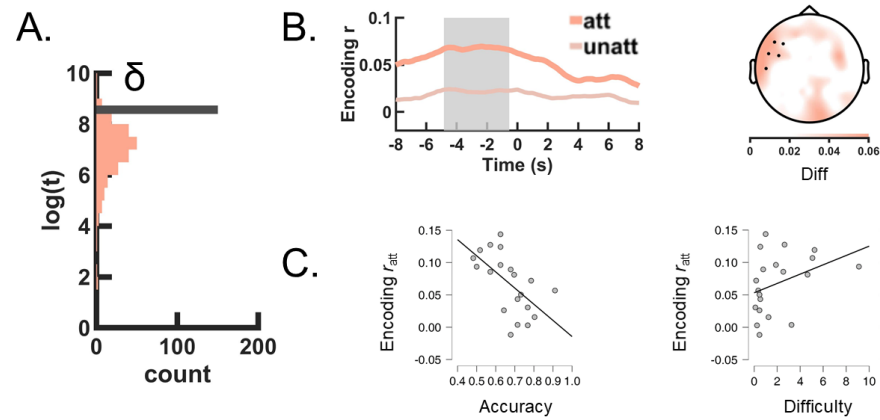 A.
δ
10
8
6
4
2
0
log(t)
0 100 200
count
B.
att
unatt
0.1
0.05
0
Encoding r
-8 -6 -4 -2 0 2 4 6 8
Time (s)
0 0.02 0.04 0.06
Diff
C.
0.15
0.10
0.05
0.00
-0.05
Encoding ratt
0.4 0.5 0.6 0.7 0.8 0.9 1.0
Accuracy
0.15
0.10
0.05
0.00
-0.05
Encoding ratt
0 2 4 6 8 10
Difficulty